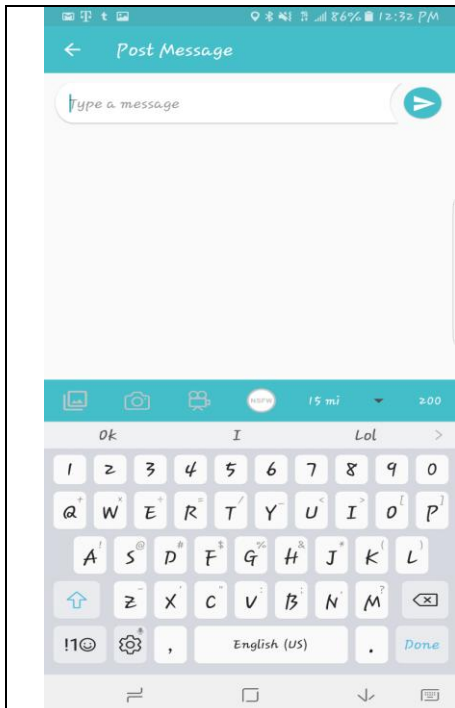 t 86% 12:32 PM
Post Message
Type a message
NSFW 15 mi 200
Ok I Lol >
1 2 3 4 5 6 7 8 9 0
Q + W × E ÷ R = T / Y _ U < I > O [ P ]
A ! S @ D # F $ G % H & J * K ( L )
Z - X ' C " V : B ; N , M ?
!1☺ , English (US) . Done